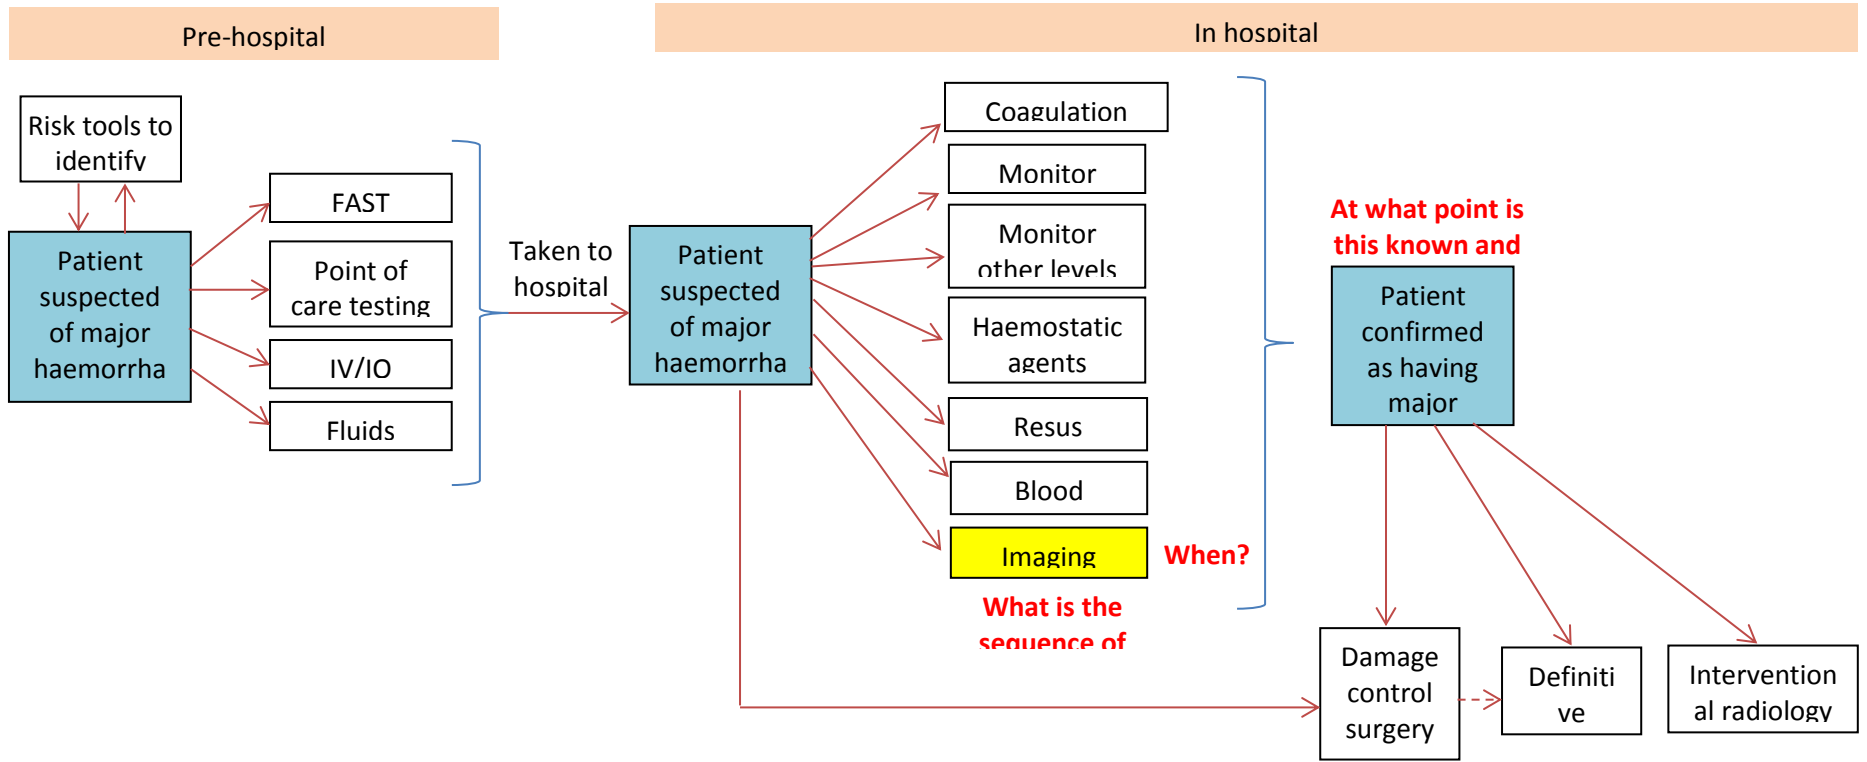 Pre-hospital
In hospital
Risk tools to
identify
Patient
suspected
of major
haemorrha
FAST
Point of
care testing
IV/IO
Fluids
Taken to
hospital
Patient
suspected
of major
haemorrha
Coagulation
Monitor
Monitor
other levels
Haemostatic
agents
Resus
Blood
Imaging
When?
What is the
sequence of
At what point is
this known and
Patient
confirmed
as having
major
Damage
control
surgery
Definiti
ve
Intervention
al radiology